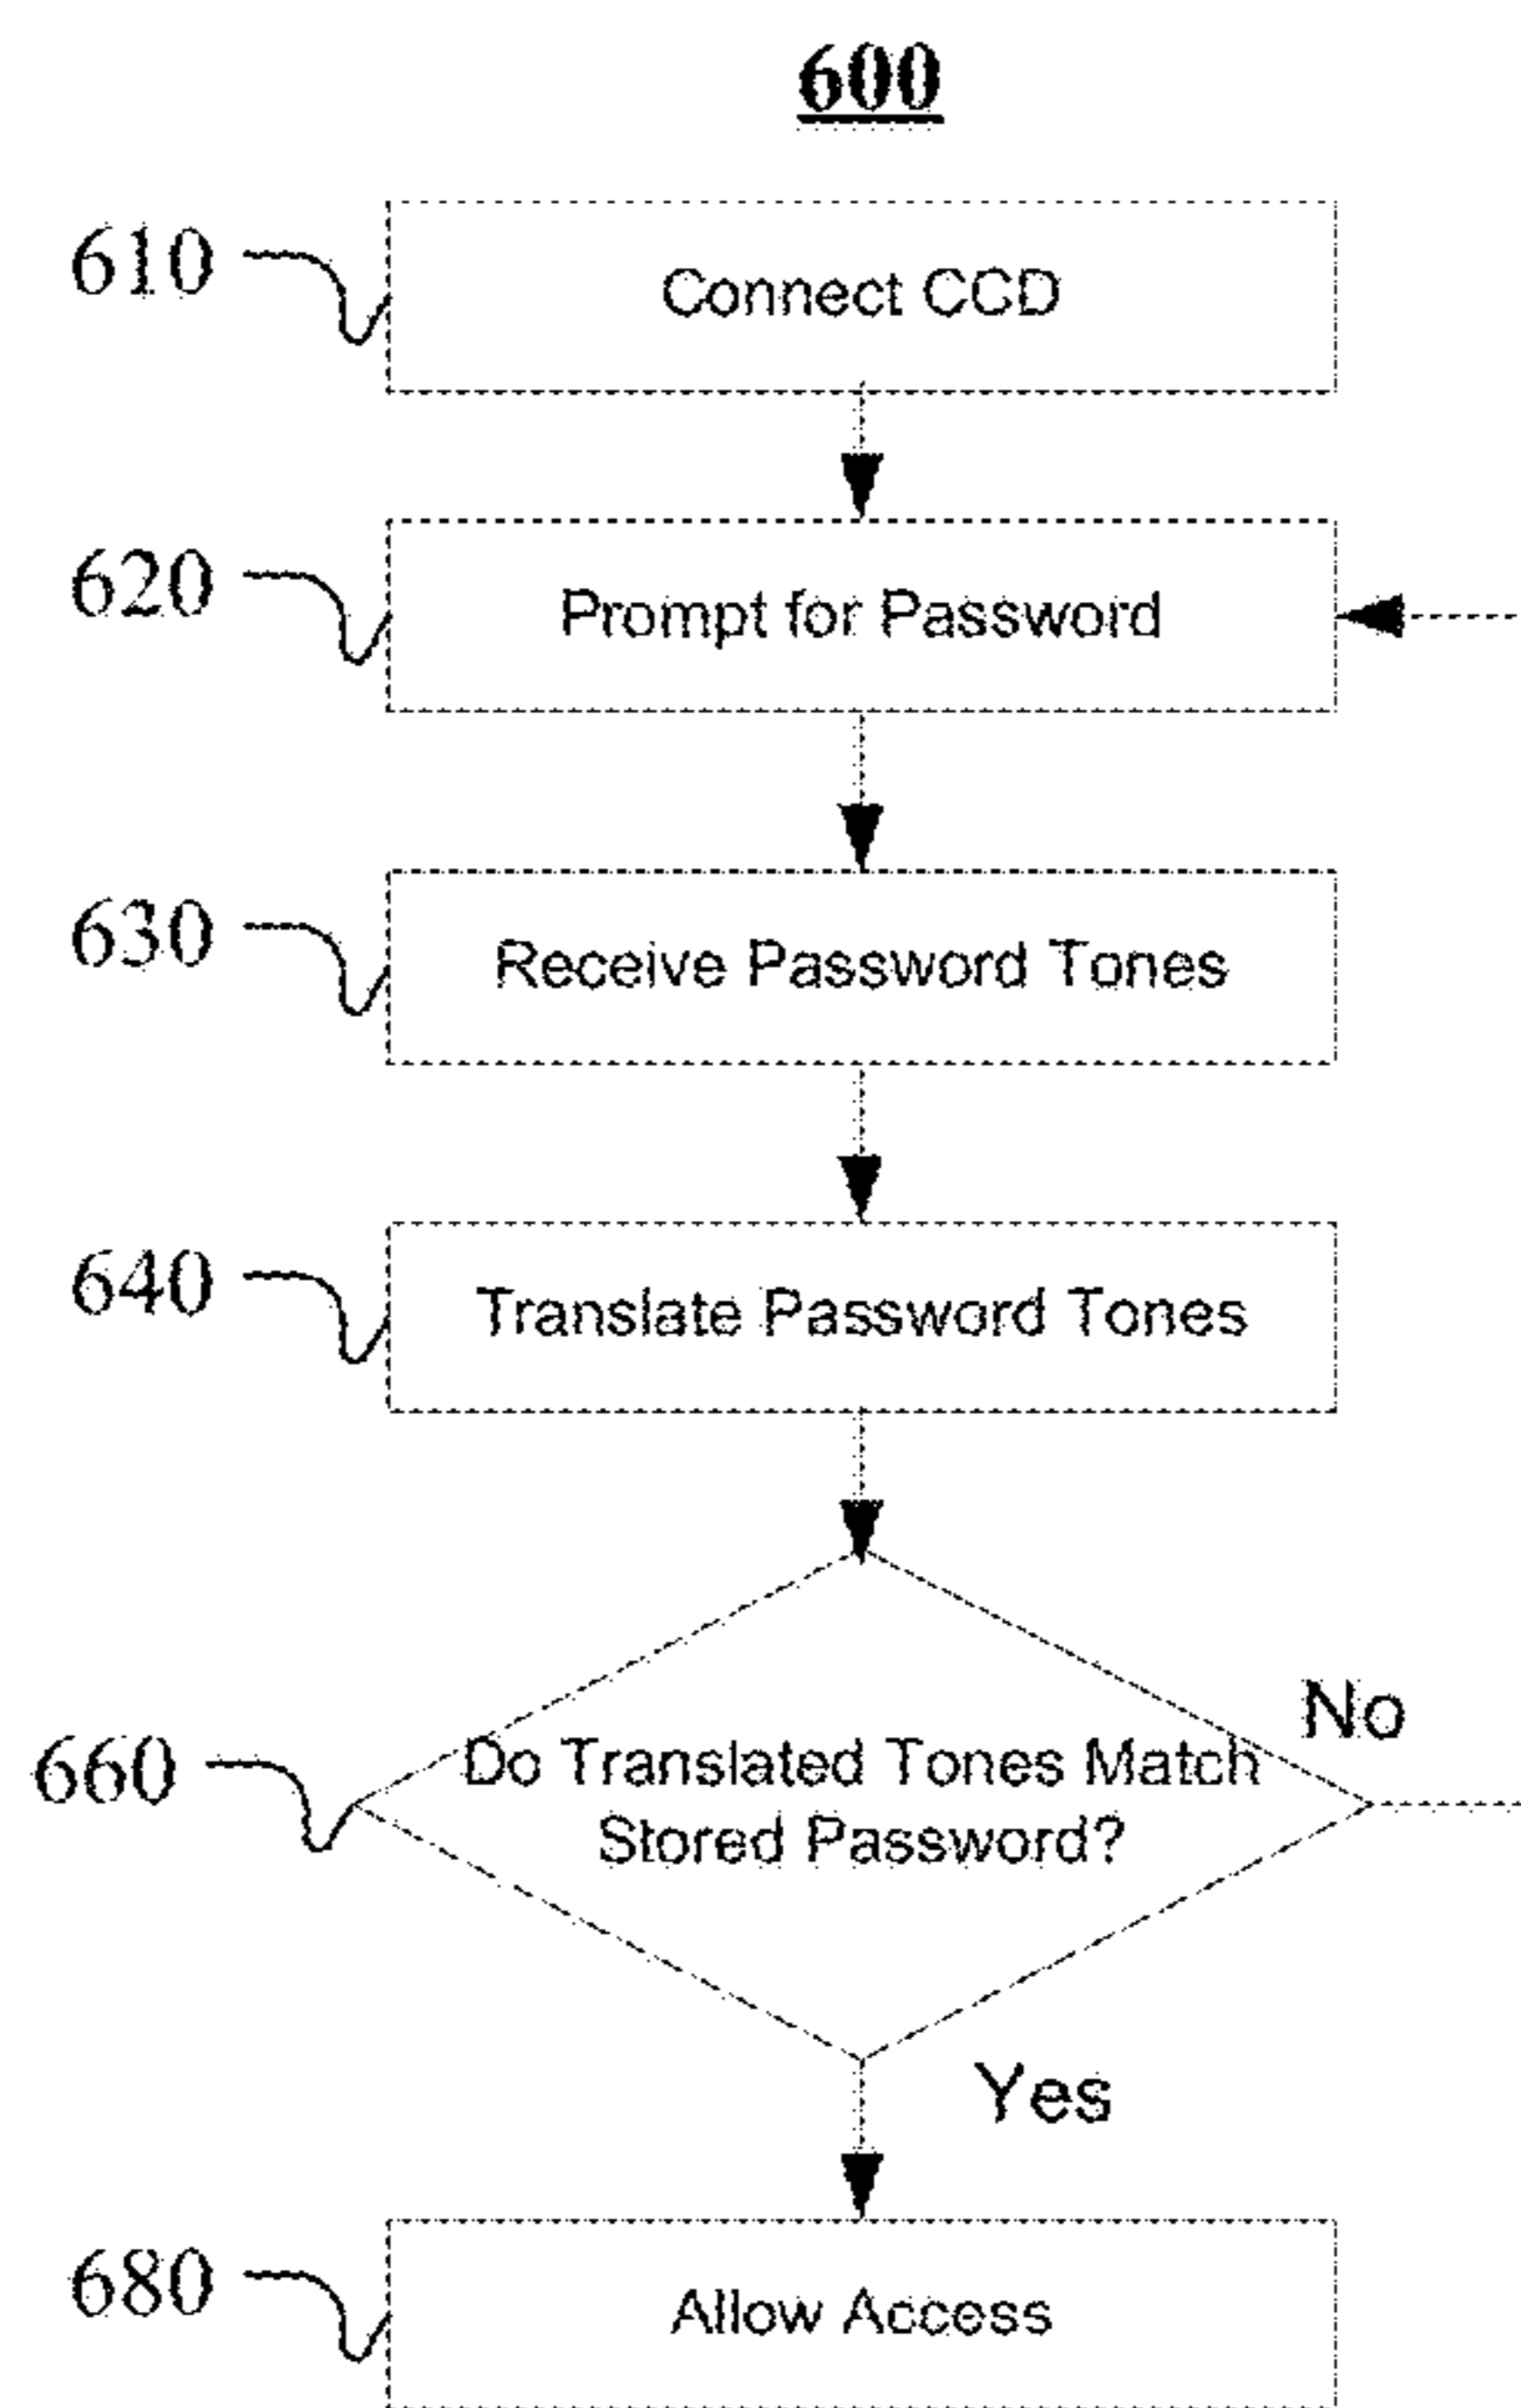 600
610
Connect CCD
620
Prompt for Password
630
Receive Password Tones
640
Translate Password Tones
No
660
Do Translated Tones Match
Stored Password?
Yes
680
Allow Access